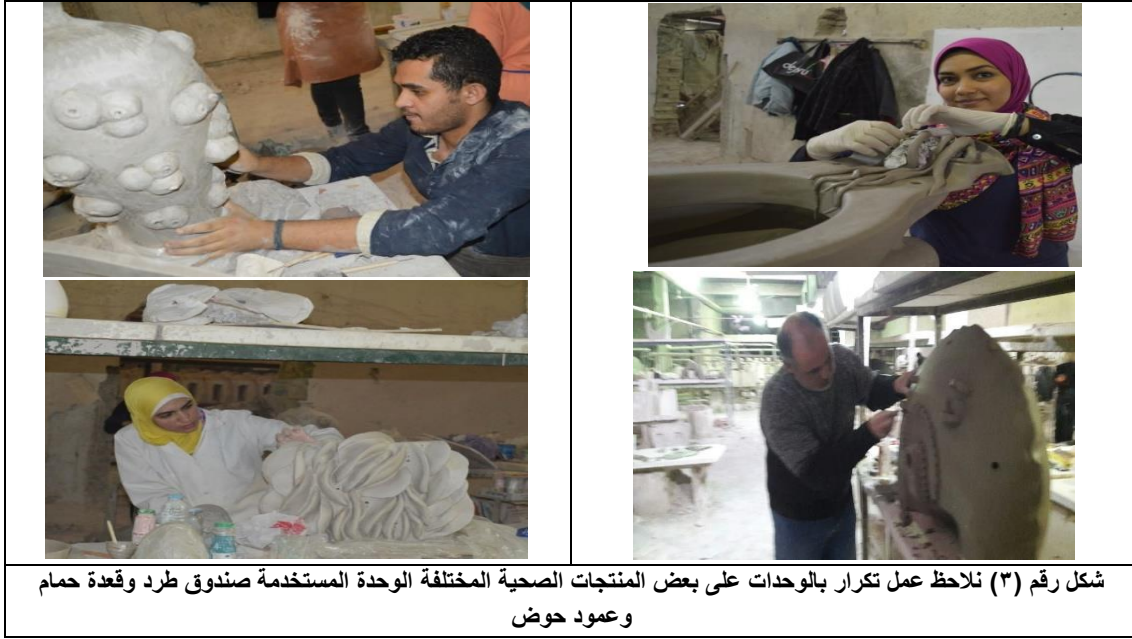 شكل رقم (٣) نلاحظ عمل تكرار بالوحدات على بعض المنتجات الصحية المختلفة الوحدة المستخدمة صندوق طرد وقعدة حمام
وعمود حوض